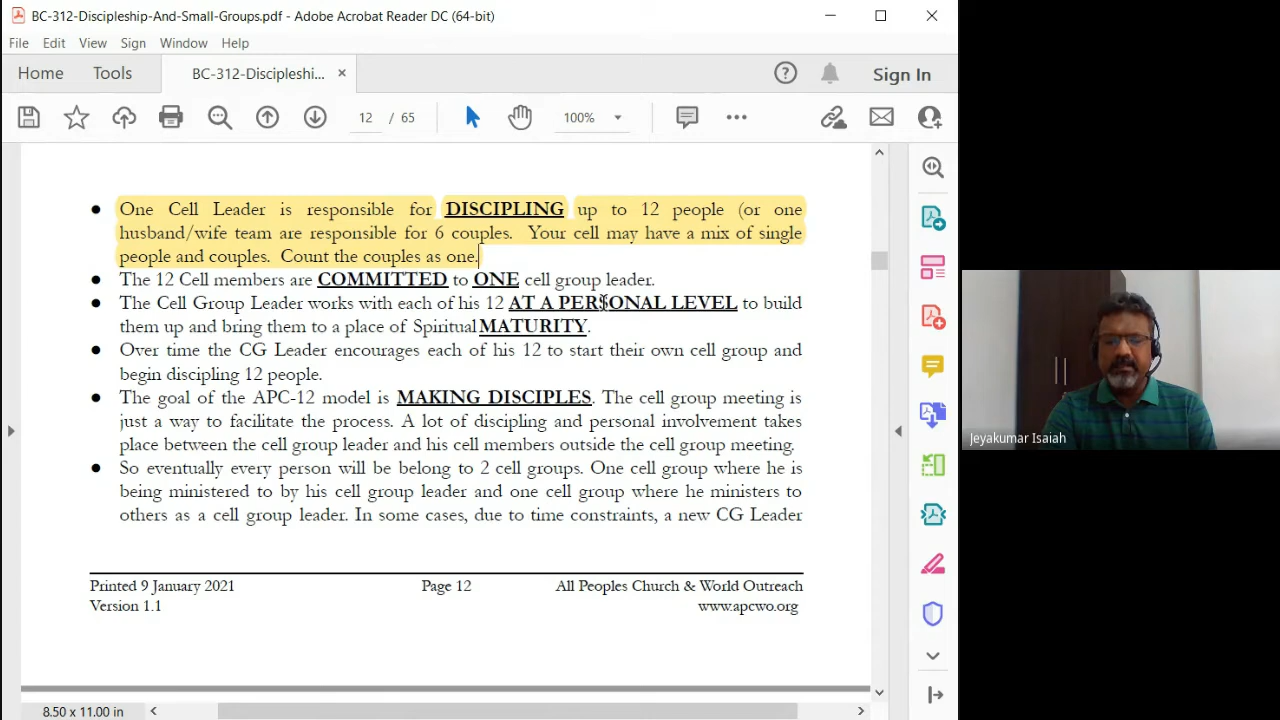 BC-312-Discipleship-And-Small-Groups.pdf - Adobe Acrobat Reader DC (64-bit)
File Edit View Sign Window Help
Home Tools BC-312-Discipleshi... × Sign In
12 / 65 100%
● One Cell Leader is responsible for DISCIPLING up to 12 people (or one
husband/wife team are responsible for 6 couples. Your cell may have a mix of single
people and couples. Count the couples as one.
● The 12 Cell members are COMMITTED to ONE cell group leader.
● The Cell Group Leader works with each of his 12 AT A PERSONAL LEVEL to build
them up and bring them to a place of Spiritual MATURITY.
● Over time the CG Leader encourages each of his 12 to start their own cell group and
begin discipling 12 people.
● The goal of the APC-12 model is MAKING DISCIPLES. The cell group meeting is
just a way to facilitate the process. A lot of discipling and personal involvement takes
place between the cell group leader and his cell members outside the cell group meeting.
● So eventually every person will be belong to 2 cell groups. One cell group where he is
being ministered to by his cell group leader and one cell group where he ministers to
others as a cell group leader. In some cases, due to time constraints, a new CG Leader
Printed 9 January 2021 Page 12 All Peoples Church & World Outreach
Version 1.1 www.apcwo.org
8.50 x 11.00 in
Jeyakumar Isaiah